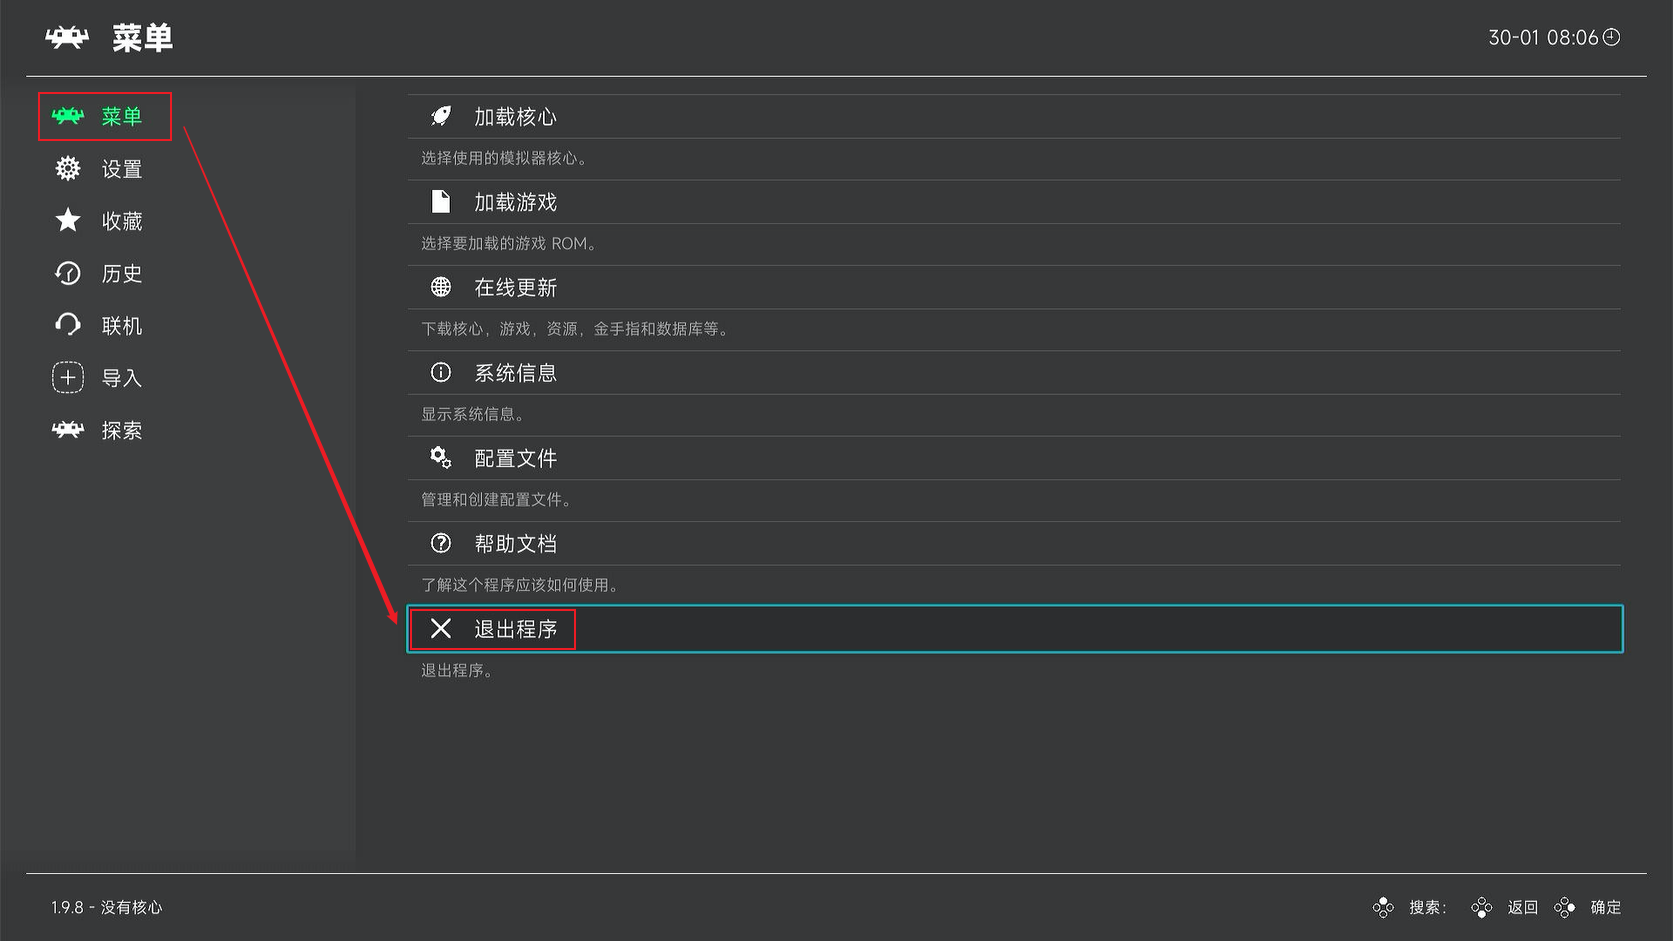 菜单
30-01 08:06
菜单
设置
收藏
历史
联机
导入
探索
加载核心
选择使用的模拟器核心。
加载游戏
选择要加载的游戏 ROM。
在线更新
下载核心，游戏，资源，金手指和数据库等。
系统信息
显示系统信息。
配置文件
管理和创建配置文件。
帮助文档
了解这个程序应该如何使用。
退出程序
退出程序。
1.9.8 - 没有核心
搜索： 返回 确定